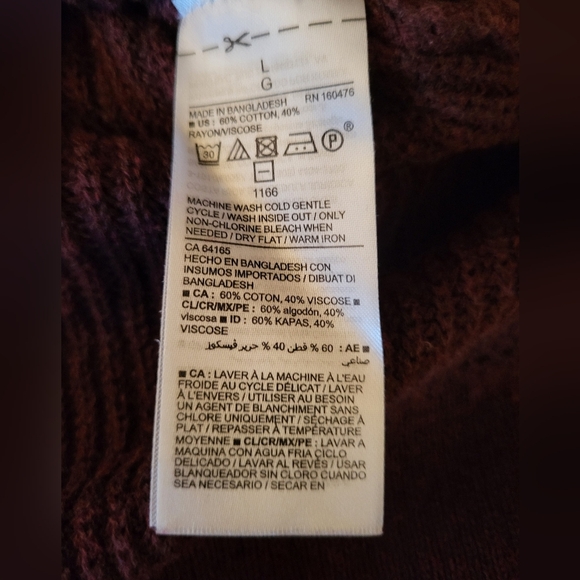 L
G
MADE IN BANGLADESH RN 160476
■ US : 60% COTTON, 40%
RAYON/VISCOSE
30 P ®
1166
MACHINE WASH COLD GENTLE
CYCLE / WASH INSIDE OUT / ONLY
NON-CHLORINE BLEACH WHEN
NEEDED / DRY FLAT / WARM IRON
CA 64165
HECHO EN BANGLADESH CON
INSUMOS IMPORTADOS / DIBUAT DI
BANGLADESH
■ CA : 60% COTON, 40% VISCOSE ■
CL/CR/MX/PE : 60% algodón, 40%
viscosa ■ ID : 60% KAPAS, 40%
VISCOSE
■ AE : 60 % قطن 40 % حرير فيسكوز
صناعي
■ CA : LAVER À LA MACHINE À L'EAU
FROIDE AU CYCLE DÉLICAT / LAVER
À L'ENVERS / UTILISER AU BESOIN
UN AGENT DE BLANCHIMENT SANS
CHLORE UNIQUEMENT / SÉCHAGE À
PLAT / REPASSER À TEMPÉRATURE
MOYENNE ■ CL/CR/MX/PE : LAVAR A
MAQUINA CON AGUA FRIA CICLO
DELICADO / LAVAR AL REVÉS / USAR
BLANQUEADOR SIN CLORO CUANDO
SEA NECESARIO / SECAR EN